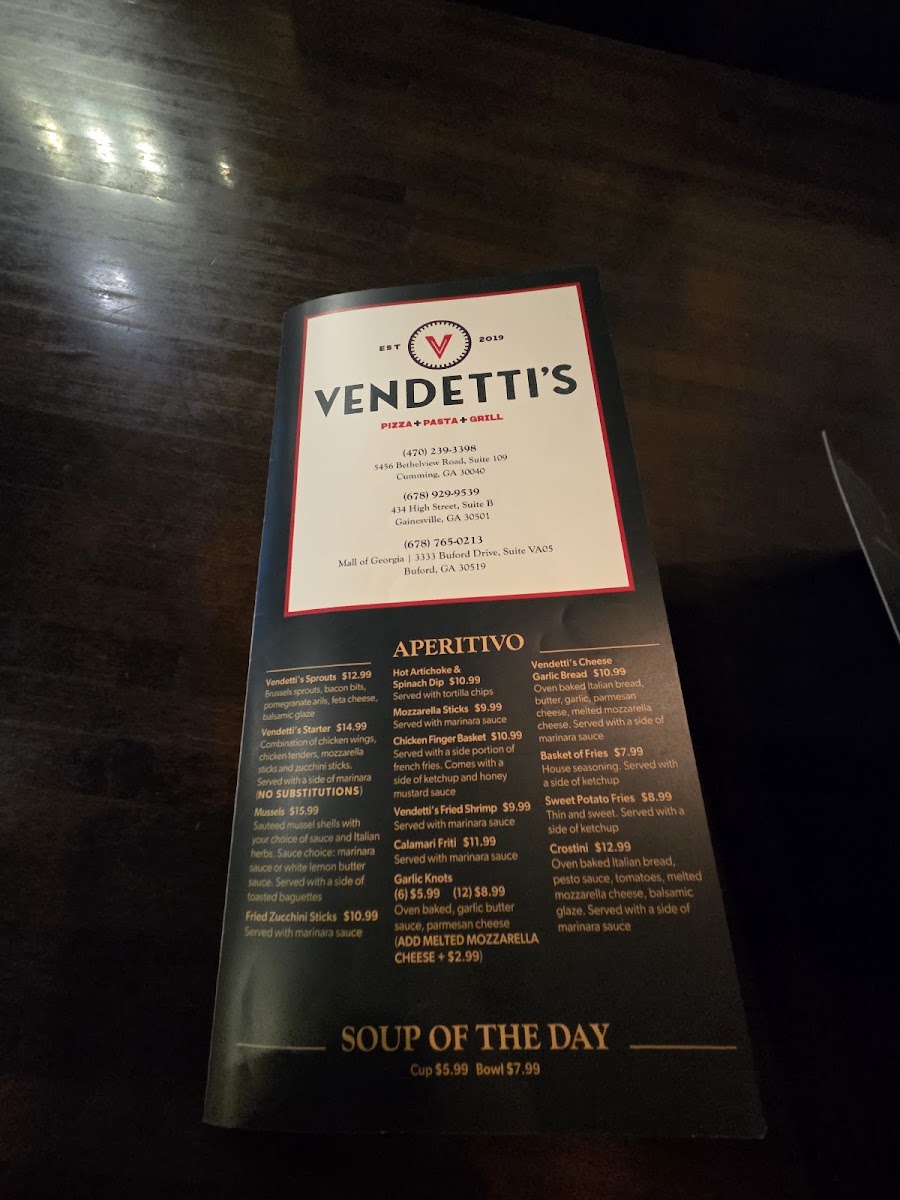 EST V 2019
VENDETTI'S
PIZZA+PASTA+GRILL
(470) 239-3398
5456 Bethelview Road, Suite 109
Cumming, GA 30040
(678) 929-9539
434 High Street, Suite B
Gainesville, GA 30501
(678) 765-0213
Mall of Georgia | 3333 Buford Drive, Suite VA05
Buford, GA 30519
APERITIVO
Vendetti's Sprouts $12.99
Brussels sprouts, bacon bits,
pomegranate arils, feta cheese,
balsamic glaze
Vendetti's Starter $14.99
Combination of chicken wings,
chicken tenders, mozzarella
sticks and zucchini sticks.
Served with a side of marinara
(NO SUBSTITUTIONS)
Mussels $15.99
Sauteed mussel shells with
your choice of sauce and Italian
herbs. Sauce choice: marinara
sauce or white lemon butter
sauce. Served with a side of
toasted baguettes
Fried Zucchini Sticks $10.99
Served with marinara sauce
Hot Artichoke &
Spinach Dip $10.99
Served with tortilla chips
Mozzarella Sticks $9.99
Served with marinara sauce
Chicken Finger Basket $10.99
Served with a side portion of
french fries. Comes with a
side of ketchup and honey
mustard sauce
Vendetti's Fried Shrimp $9.99
Served with marinara sauce
Calamari Friti $11.99
Served with marinara sauce
Garlic Knots
(6) $5.99 (12) $8.99
Oven baked, garlic butter
sauce, parmesan cheese
(ADD MELTED MOZZARELLA
CHEESE + $2.99)
Vendetti's Cheese
Garlic Bread $10.99
Oven baked Italian bread,
butter, garlic, parmesan
cheese, melted mozzarella
cheese. Served with a side of
marinara sauce
Basket of Fries $7.99
House seasoning. Served with
a side of ketchup
Sweet Potato Fries $8.99
Thin and sweet. Served with a
side of ketchup
Crostini $12.99
Oven baked Italian bread,
pesto sauce, tomatoes, melted
mozzarella cheese, balsamic
glaze. Served with a side of
marinara sauce
SOUP OF THE DAY
Cup $5.99 Bowl $7.99